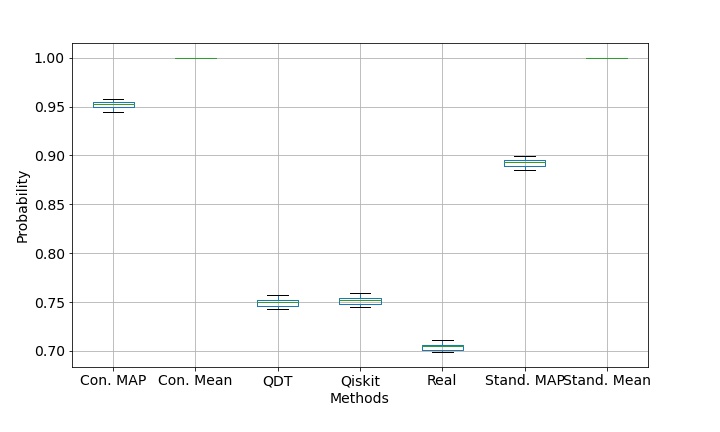 1.00
0.95
0.90
0.85
0.80
0.75
0.70
Probability
Con. MAP Con. Mean QDT Qiskit Real Stand. MAP Stand. Mean
Methods